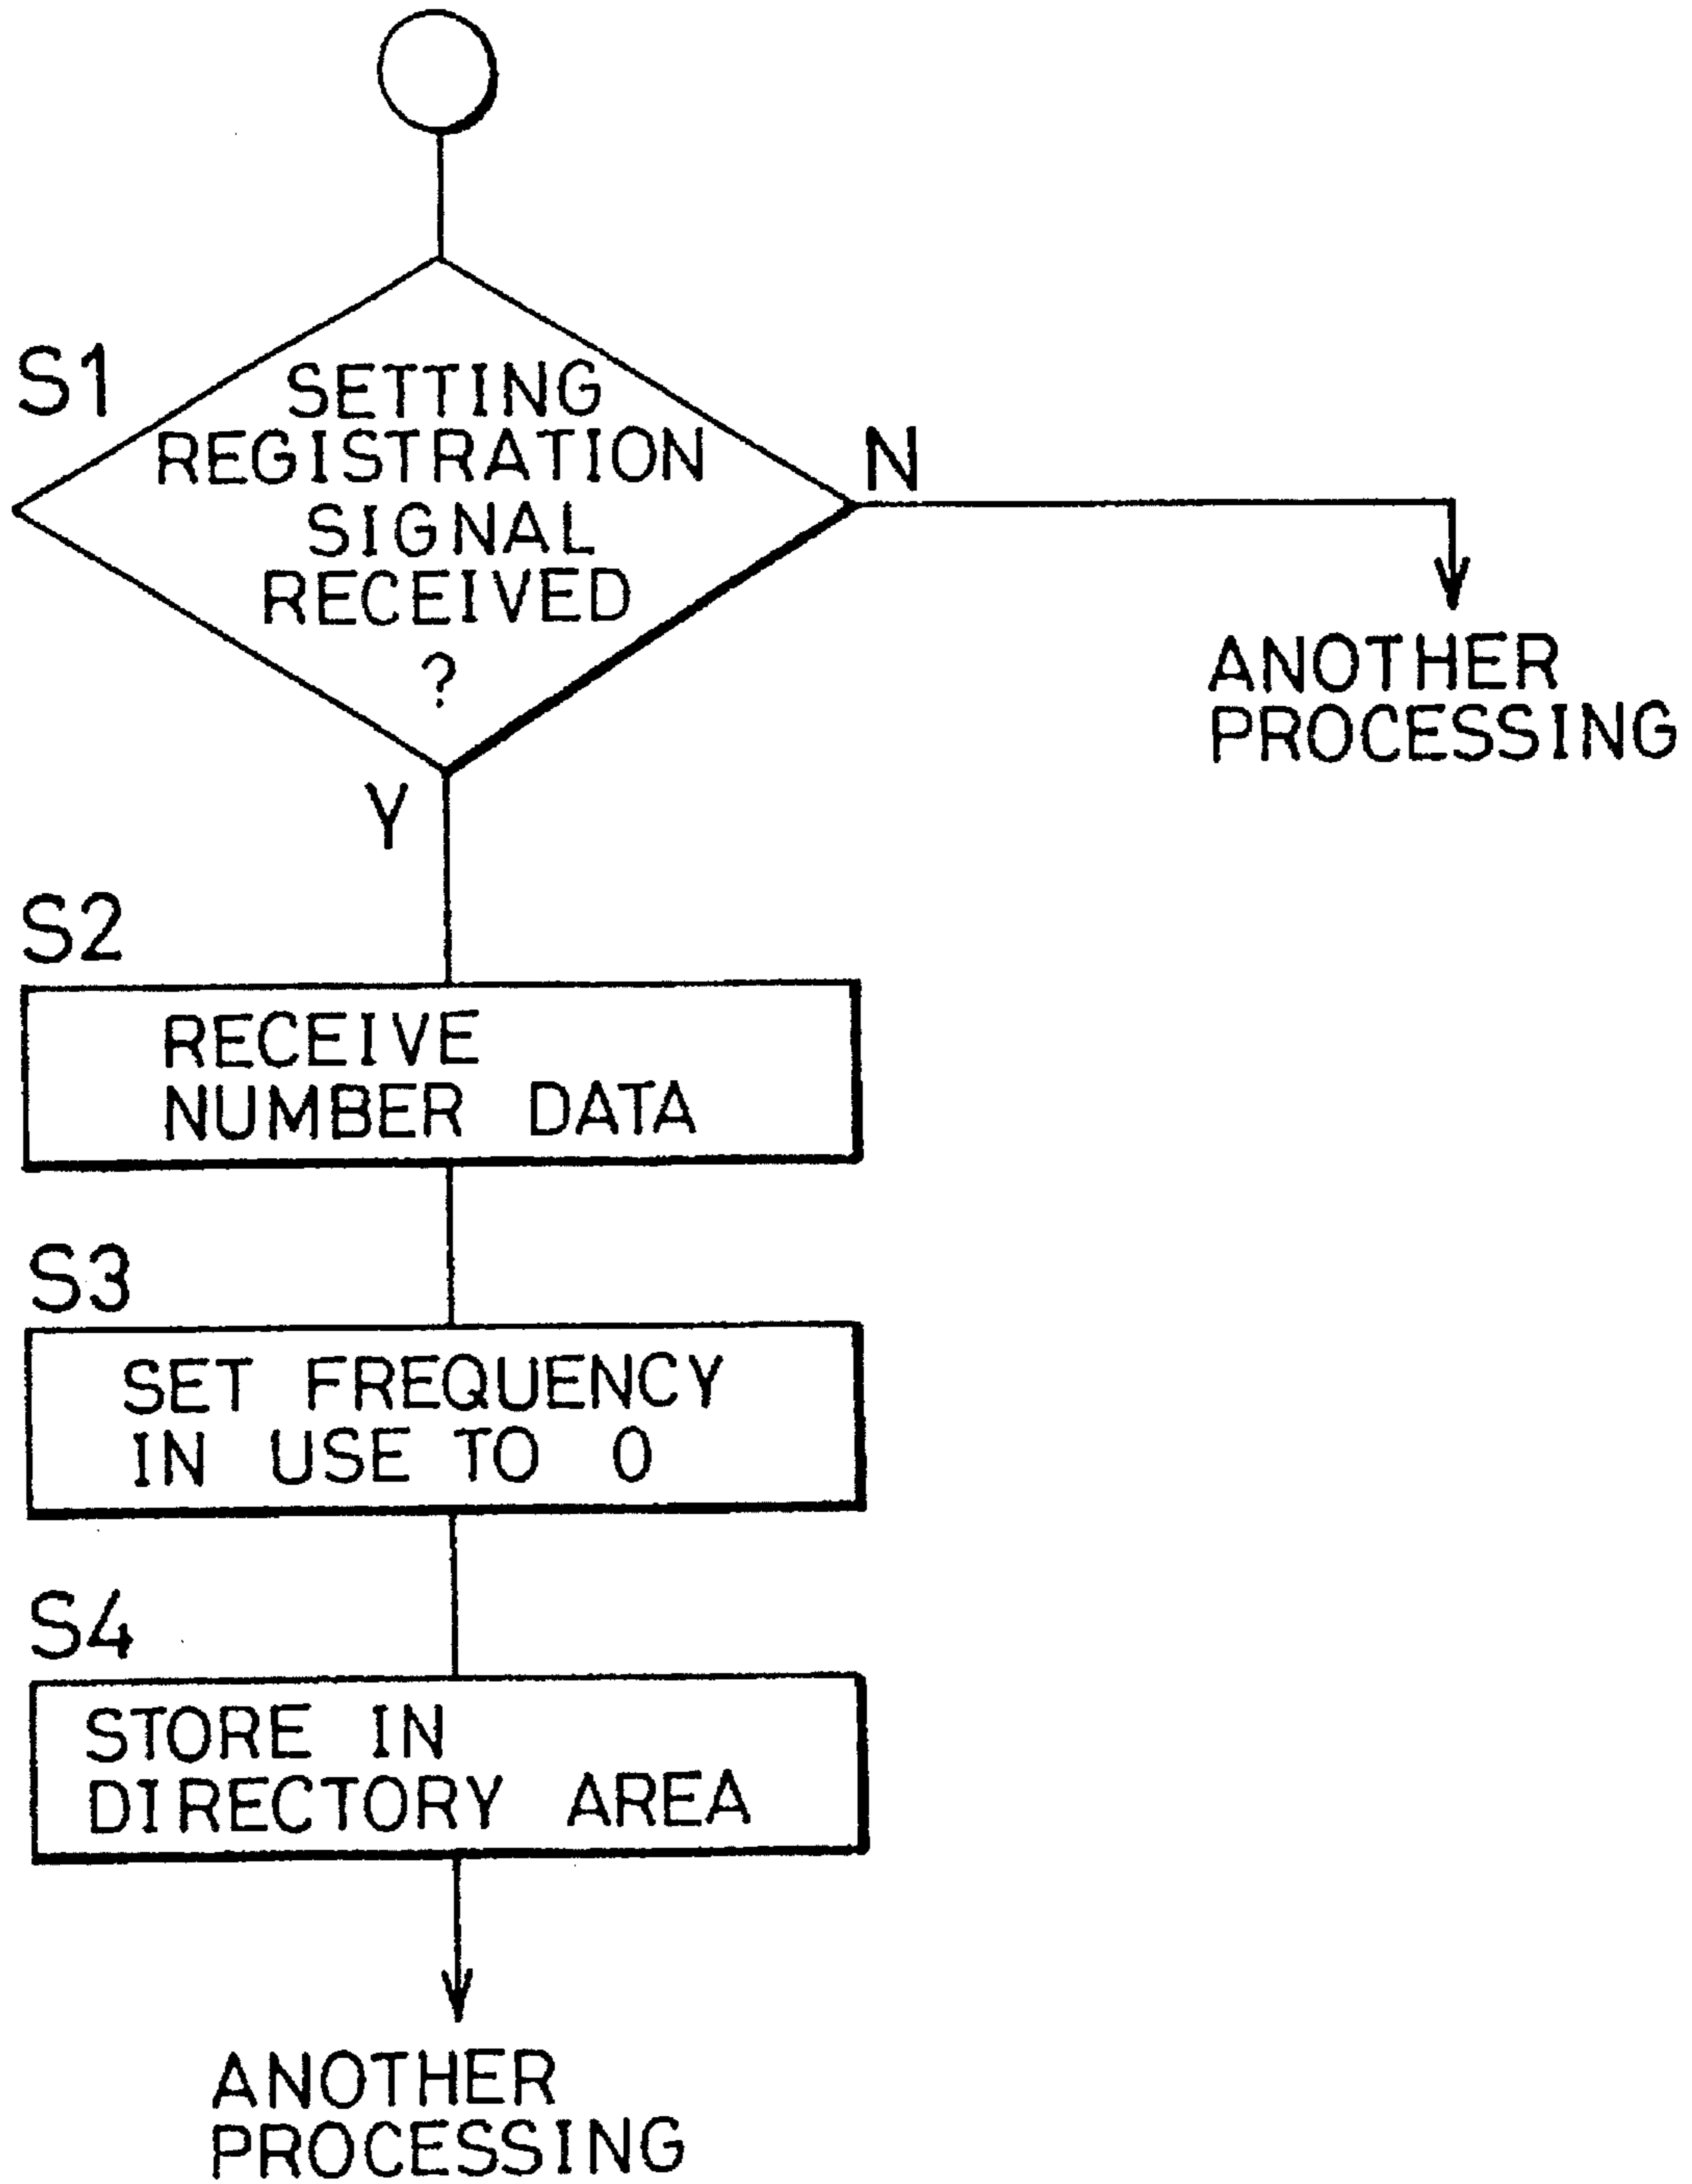 S1
SETTING
REGISTRATION
SIGNAL
RECEIVED
?
N
ANOTHER
PROCESSING
Y
S2
RECEIVE
NUMBER DATA
S3
SET FREQUENCY
IN USE TO 0
S4
STORE IN
DIRECTORY AREA
ANOTHER
PROCESSING